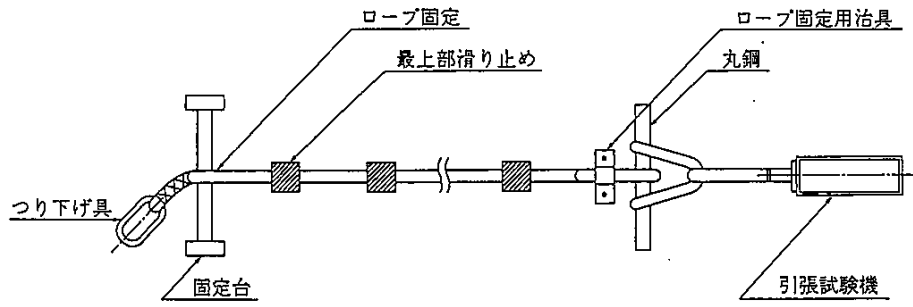 ロープ固定
ロープ固定用治具
最上部滑り止め
丸鋼
つり下げ具
固定台
引張試験機